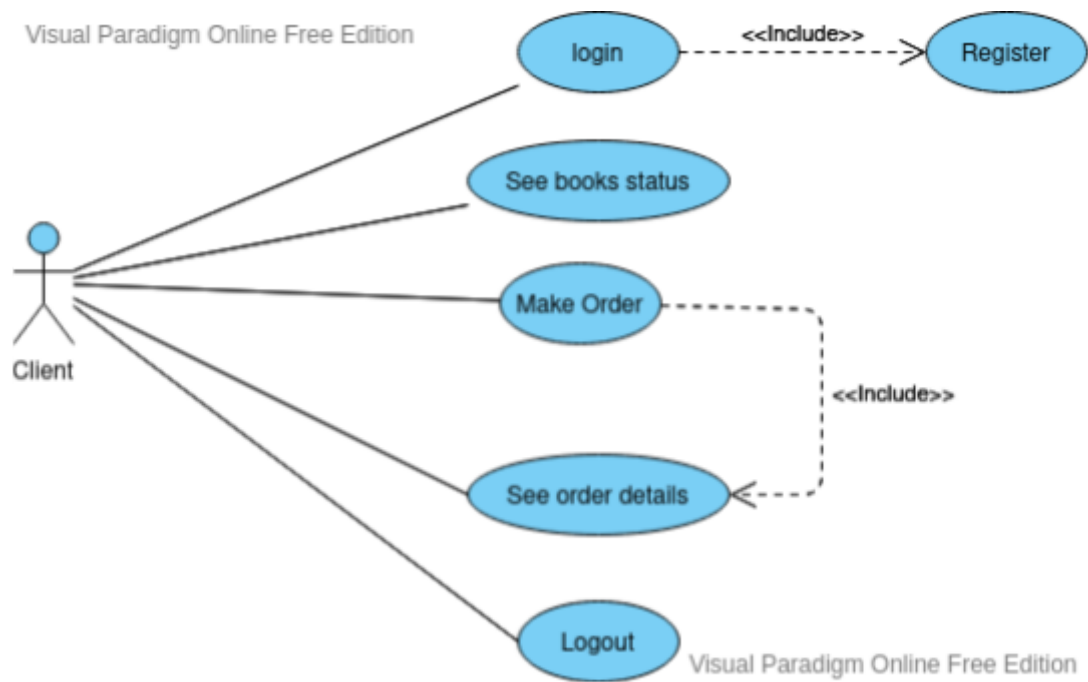 Visual Paradigm Online Free Edition
login
<<Include>>
Register
See books status
Make Order
Client
<<Include>>
See order details
Logout
Visual Paradigm Online Free Edition